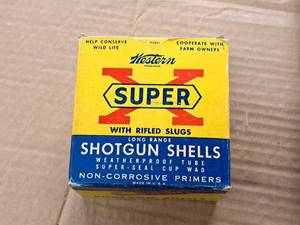 HELP CONSERVE
WILD LIFE
COOPERATE WITH
FARM OWNERS
Western
X
SUPER
WITH RIFLED SLUGS
LONG RANGE
SHOTGUN SHELLS
WEATHERPROOF TUBE
SUPER-SEAL CUP WAD
NON-CORROSIVE PRIMERS
MADE IN U.S.A.